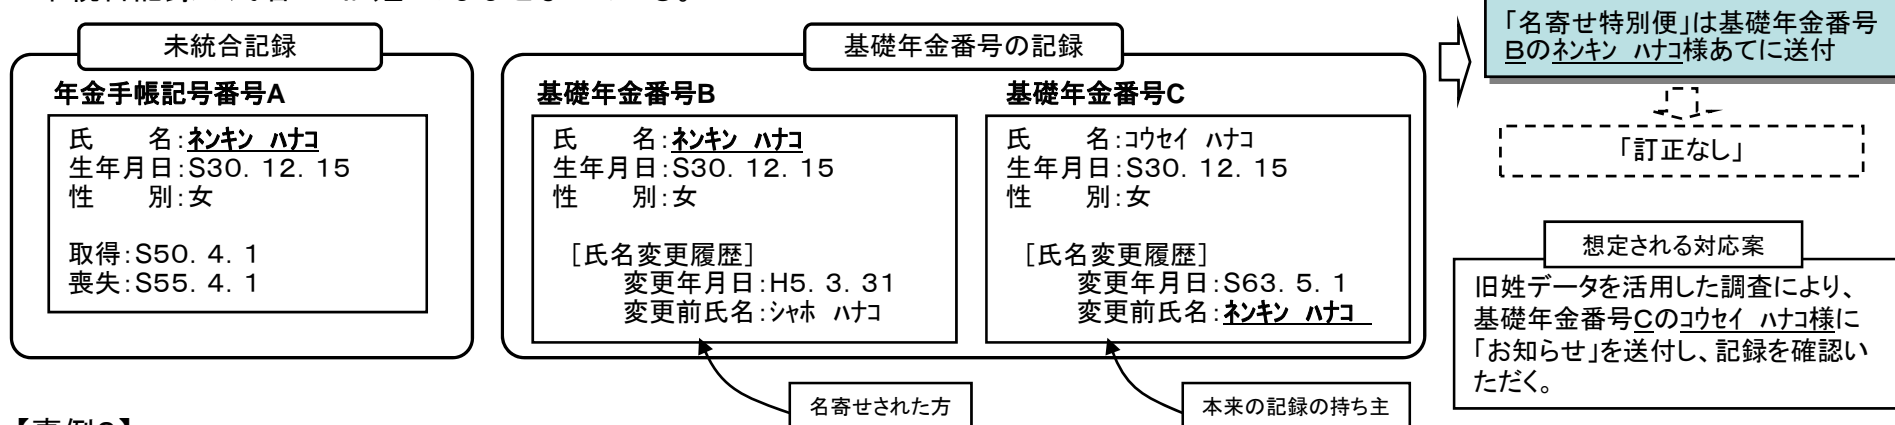 未統合記録
年金手帳記号番号A
氏　　名:ネンキン ハナコ
生年月日:S30. 12. 15
性　　別:女
取得:S50. 4. 1
喪失:S55. 4. 1
基礎年金番号の記録
基礎年金番号B
氏　　名:ネンキン ハナコ
生年月日:S30. 12. 15
性　　別:女
［氏名変更履歴］
変更年月日:H5. 3. 31
変更前氏名:シャホ ハナコ
名寄せされた方
基礎年金番号C
氏　　名:コウセイ ハナコ
生年月日:S30. 12. 15
性　　別:女
［氏名変更履歴］
変更年月日:S63. 5. 1
変更前氏名:ネンキン ハナコ
本来の記録の持ち主
「名寄せ特別便」は基礎年金番号
Bのネンキン ハナコ様あてに送付
「訂正なし」
想定される対応案
旧姓データを活用した調査により、
基礎年金番号Cのコウセイ ハナコ様に
「お知らせ」を送付し、記録を確認い
ただく。